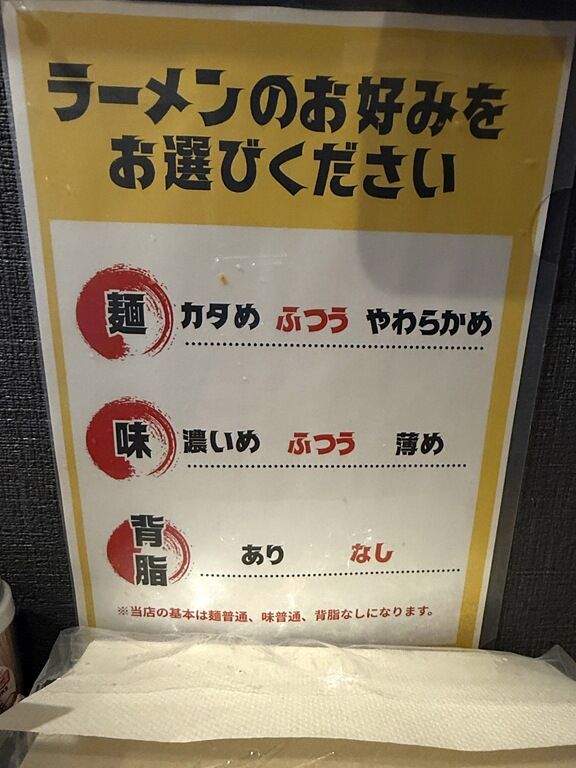 ラーメンのお好みを
お選びください
麺 カタめ ふつう やわらかめ
味 濃いめ ふつう 薄め
背脂 あり なし
※当店の基本は麺普通、味普通、背脂なしになります。